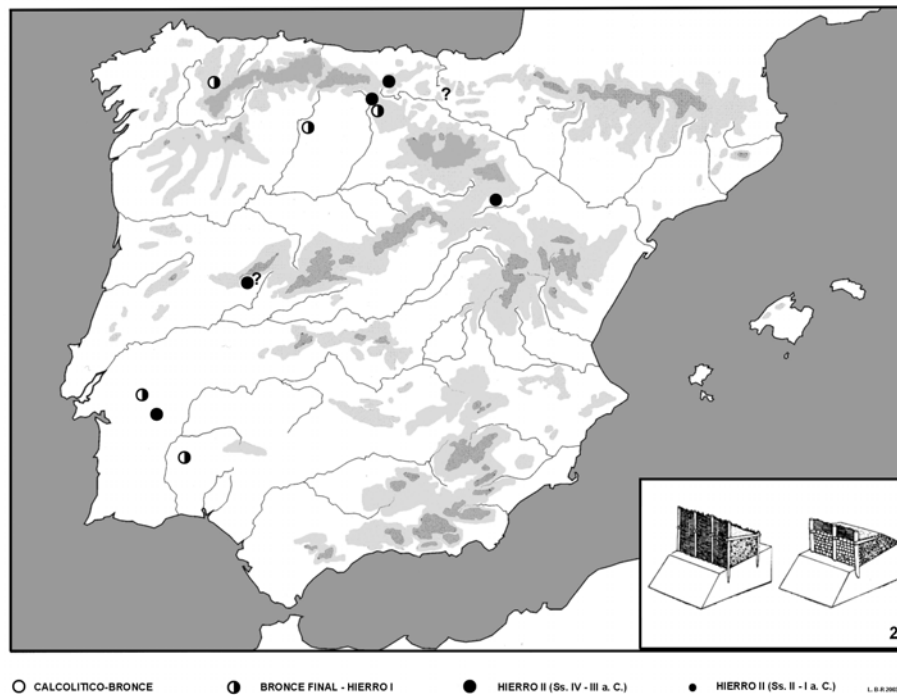 ?
?
2
CALCOLITICO-BRONCE BRONCE FINAL - HIERRO I HIERRO II (Ss. IV - III a. C.) HIERRO II (Ss. II - I a. C.)